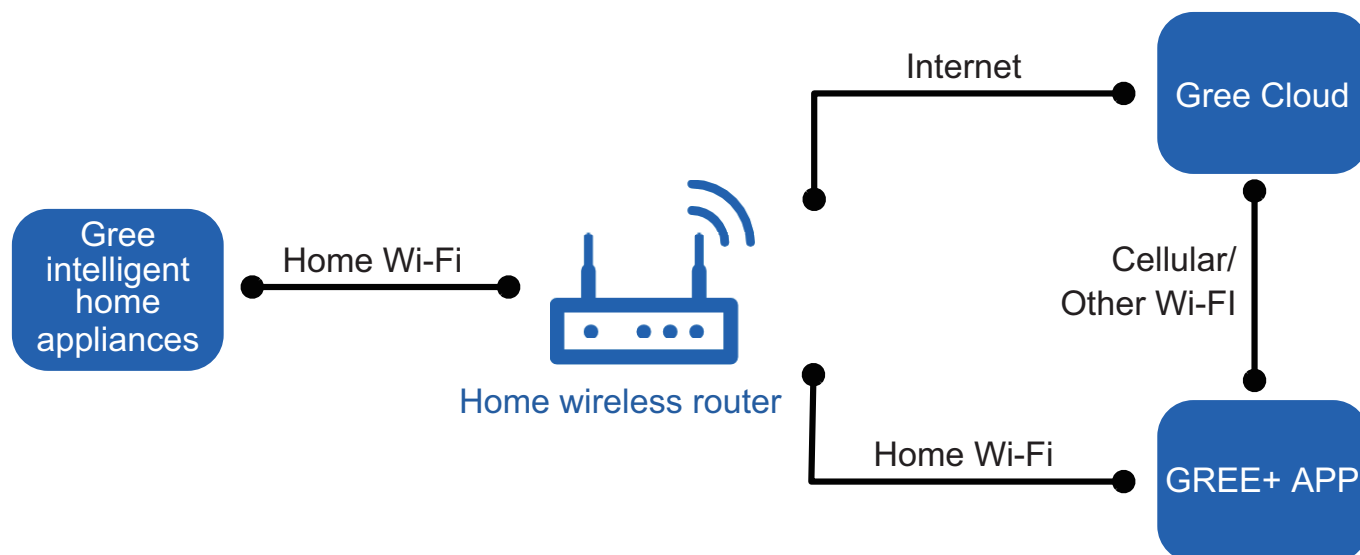 Internet
Gree Cloud
Gree
intelligent
home
appliances
Home Wi-Fi
Cellular/
Other Wi-FI
Home wireless router
Home Wi-Fi
GREE+ APP